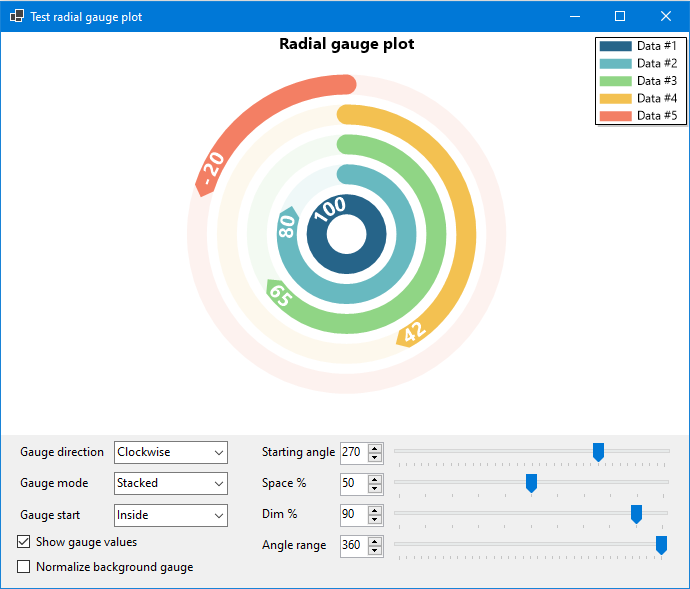 Test radial gauge plot
Radial gauge plot
Data #1
Data #2
Data #3
Data #4
Data #5
-20
100
80
65
42
Gauge direction Clockwise Starting angle 270
Gauge mode Stacked Space % 50
Gauge start Inside Dim % 90
Show gauge values Angle range 360
Normalize background gauge